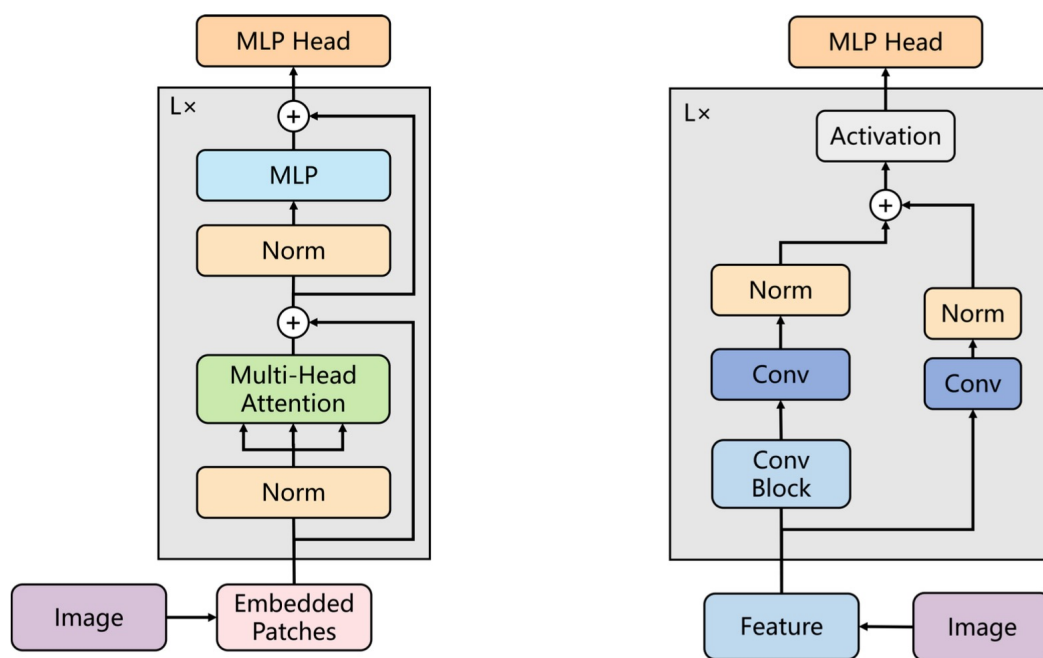 MLP Head
L×
MLP
Norm
Multi-Head
Attention
Norm
Image
Embedded
Patches
MLP Head
L×
Activation
Norm
Norm
Conv
Conv
Conv
Block
Feature
Image